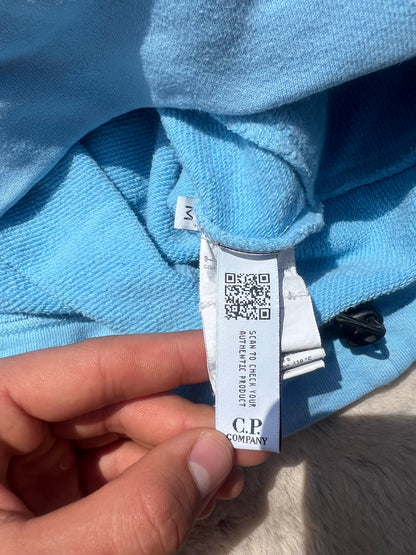 M
SCAN TO CHECK YOUR
AUTHENTIC PRODUCT
C.P.
COMPANY